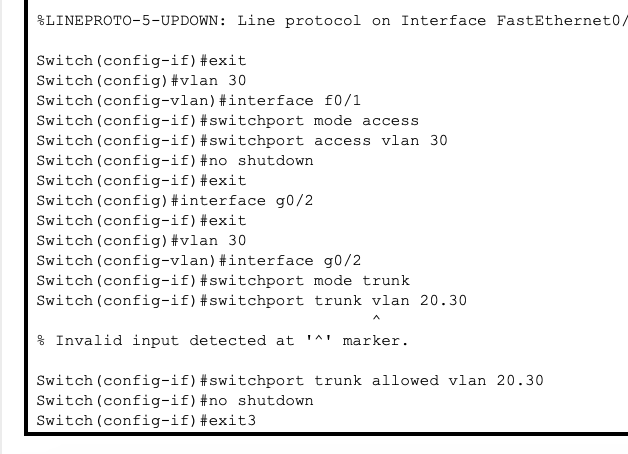 %LINEPROTO-5-UPDOWN: Line protocol on Interface FastEthernet0/
Switch(config-if)#exit
Switch(config)#vlan 30
Switch(config-vlan)#interface f0/1
Switch(config-if)#switchport mode access
Switch(config-if)#switchport access vlan 30
Switch(config-if)#no shutdown
Switch(config-if)#exit
Switch(config)#interface g0/2
Switch(config-if)#exit
Switch(config)#vlan 30
Switch(config-vlan)#interface g0/2
Switch(config-if)#switchport mode trunk
Switch(config-if)#switchport trunk vlan 20.30
^
% Invalid input detected at '^' marker.
Switch(config-if)#switchport trunk allowed vlan 20.30
Switch(config-if)#no shutdown
Switch(config-if)#exit3